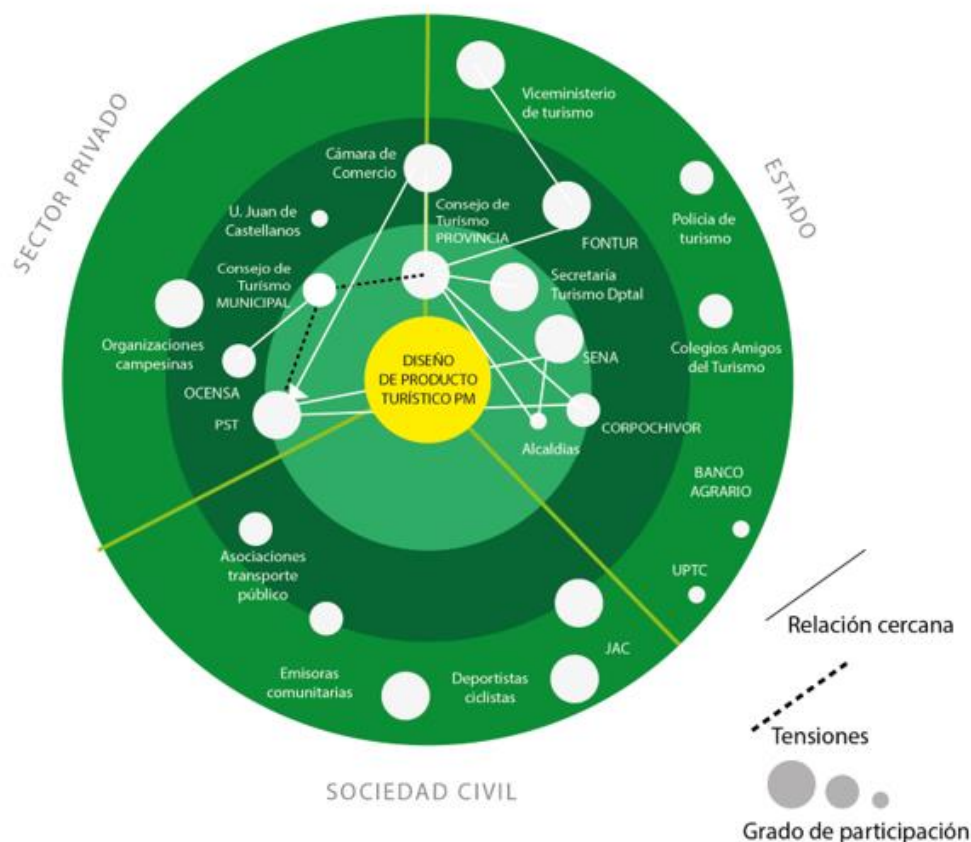 SECTOR PRIVADO
ESTADO
SOCIEDAD CIVIL
Viceministerio
de turismo
Cámara de
Comercio
Consejo de
Turismo
PROVINCIA
FONTUR
Policia de
turismo
U. Juan de
Castellanos
Consejo de
Turismo
MUNICIPAL
Secretaría
Turismo Dptal
Organizaciones
campesinas
OCENSA
PST
DISEÑO
DE PRODUCTO
TURÍSTICO PM
SENA
Colegios Amigos
del Turismo
Alcaldias
CORPOCHIVOR
BANCO
AGRARIO
UPTC
Asociaciones
transporte
público
Emisoras
comunitarias
Deportistas
ciclistas
JAC
Relación cercana
Tensiones
Grado de participación